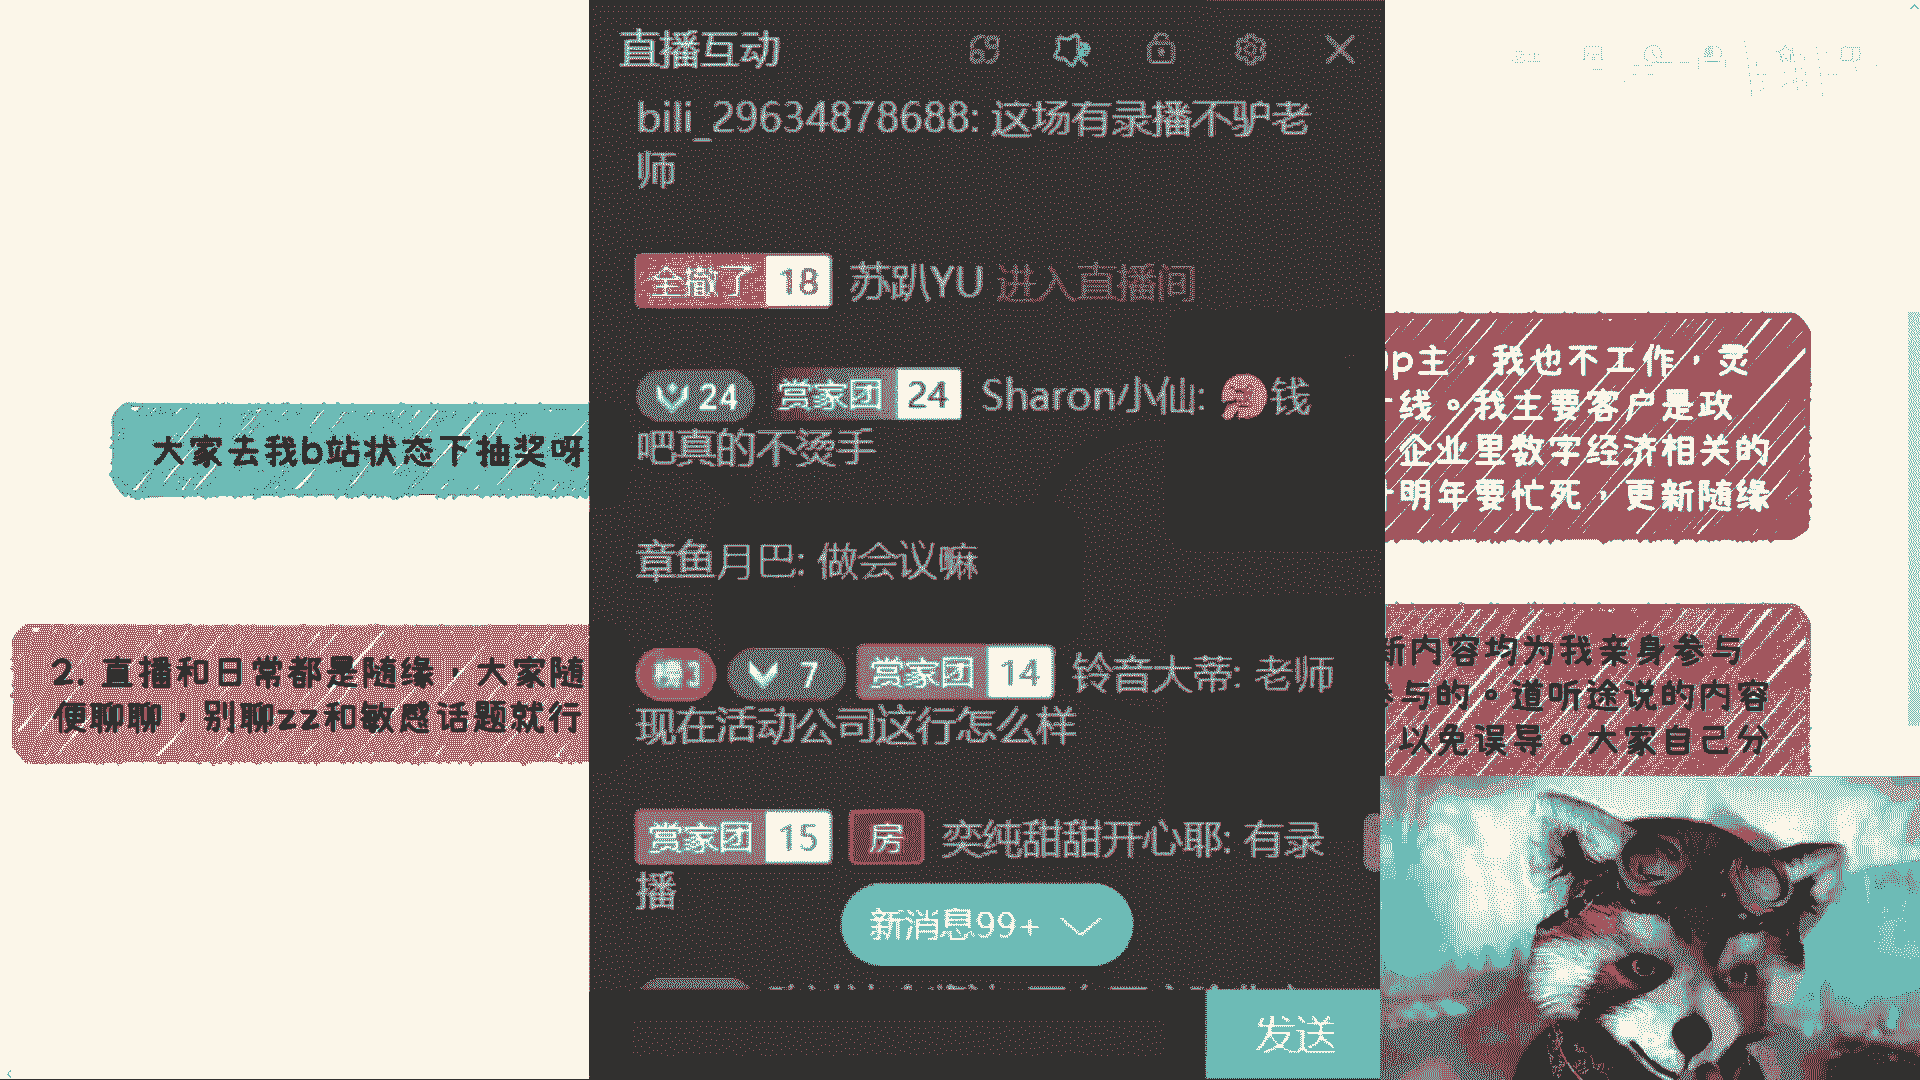 大家去我b站状态下抽奖呀
2. 直播和日常都是随缘，大家随
便聊聊，别聊zz和敏感话题就行
直播互动
bili_29634878688: 这场有录播不驴老
师
全撤了 18 苏趴YU 进入直播间
24 赏家团 24 Sharon小仙: 钱
吧真的不烫手
章鱼月巴: 做会议嘛
3 7 赏家团 14 铃音大蒂: 老师
现在活动公司这行怎么样
赏家团 15 房 奕纯甜甜开心耶: 有录
播
新消息99+
发送
p主，我也不工作，灵
线。我主要客户是政
企业里数字经济相关的
明年要忙死，更新随缘
新内容均为我亲身参与
参与的。道听途说的内容
以免误导。大家自己分